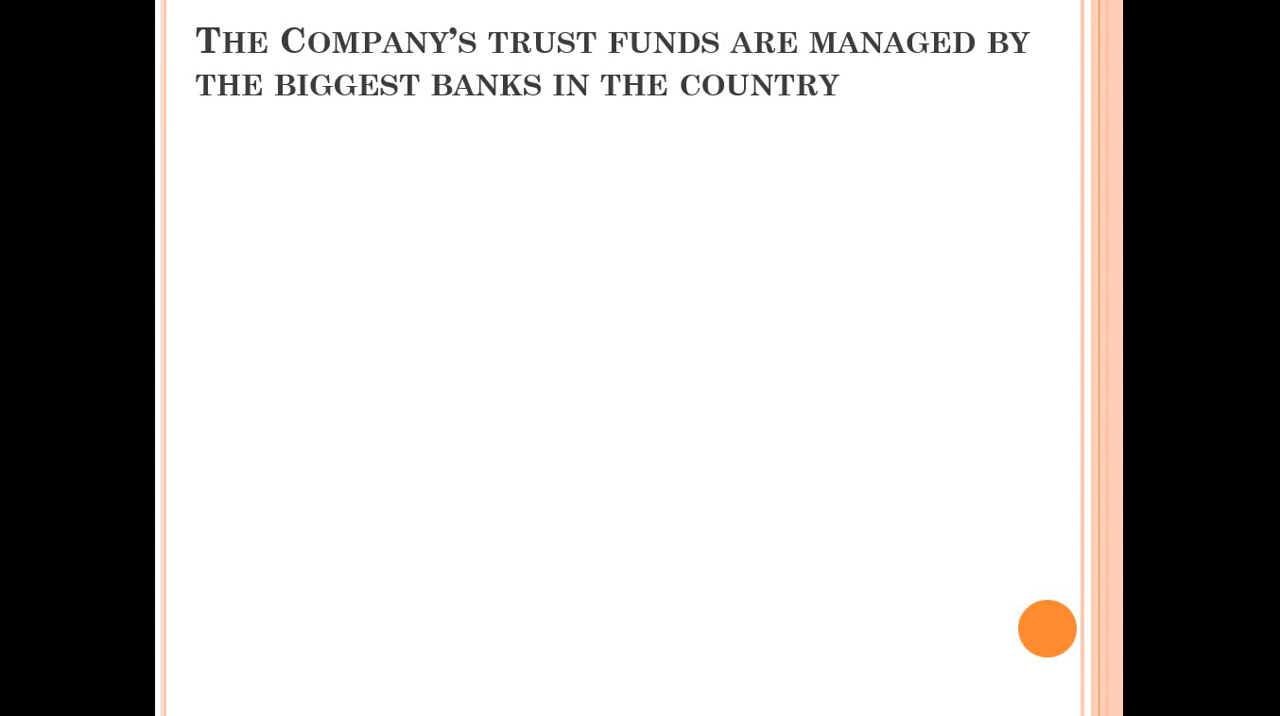 The Company’s trust funds are managed by
the biggest banks in the country